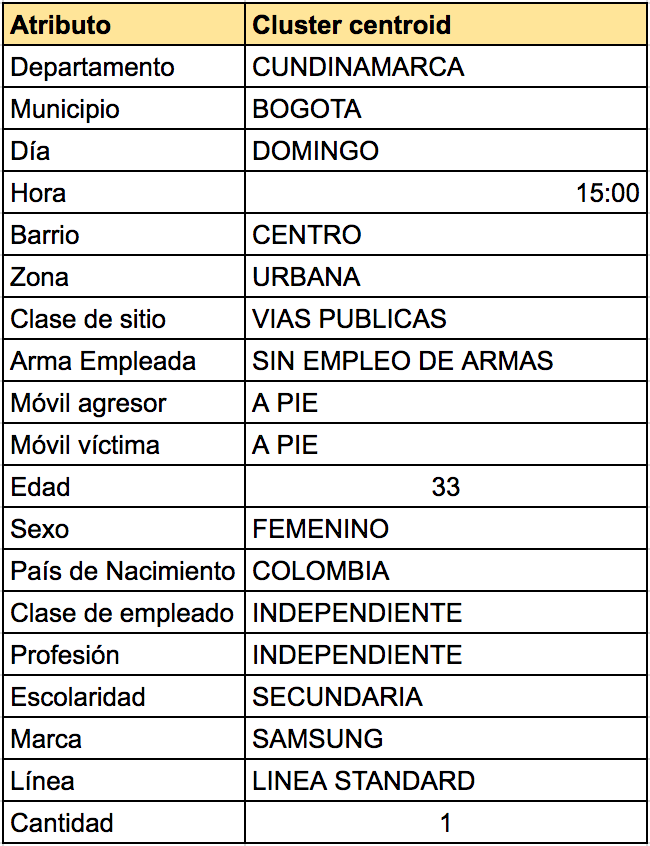 Atributo Cluster centroid
Departamento CUNDINAMARCA
Municipio BOGOTA
Día DOMINGO
Hora 15:00
Barrio CENTRO
Zona URBANA
Clase de sitio VIAS PUBLICAS
Arma Empleada SIN EMPLEO DE ARMAS
Móvil agresor A PIE
Móvil víctima A PIE
Edad 33
Sexo FEMENINO
País de Nacimiento COLOMBIA
Clase de empleado INDEPENDIENTE
Profesión INDEPENDIENTE
Escolaridad SECUNDARIA
Marca SAMSUNG
Línea LINEA STANDARD
Cantidad 1